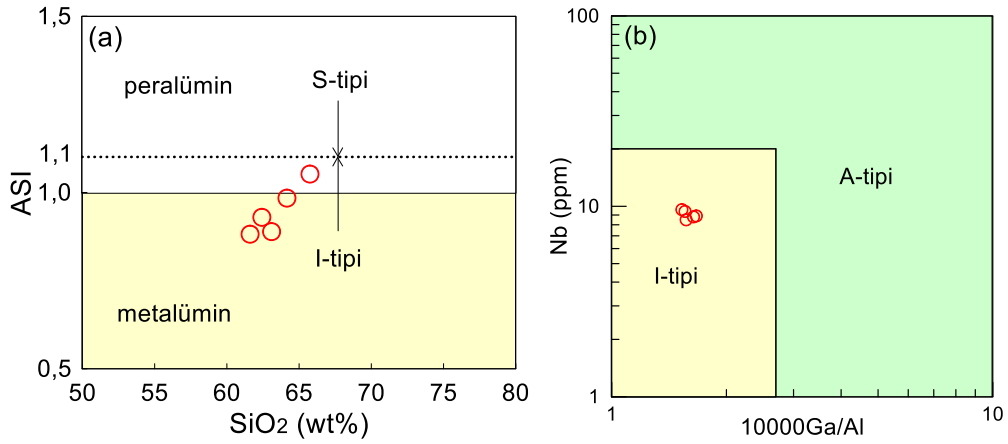 (a)
1,5
peralümin
S-tipi
1,1
1.0
ASI
I-tipi
metalümin
0,5
50 55 60 65 70 75 80
SiO2 (wt%)
(b)
100
A-tipi
10
Nb (ppm)
I-tipi
1
1 10
10000Ga/Al